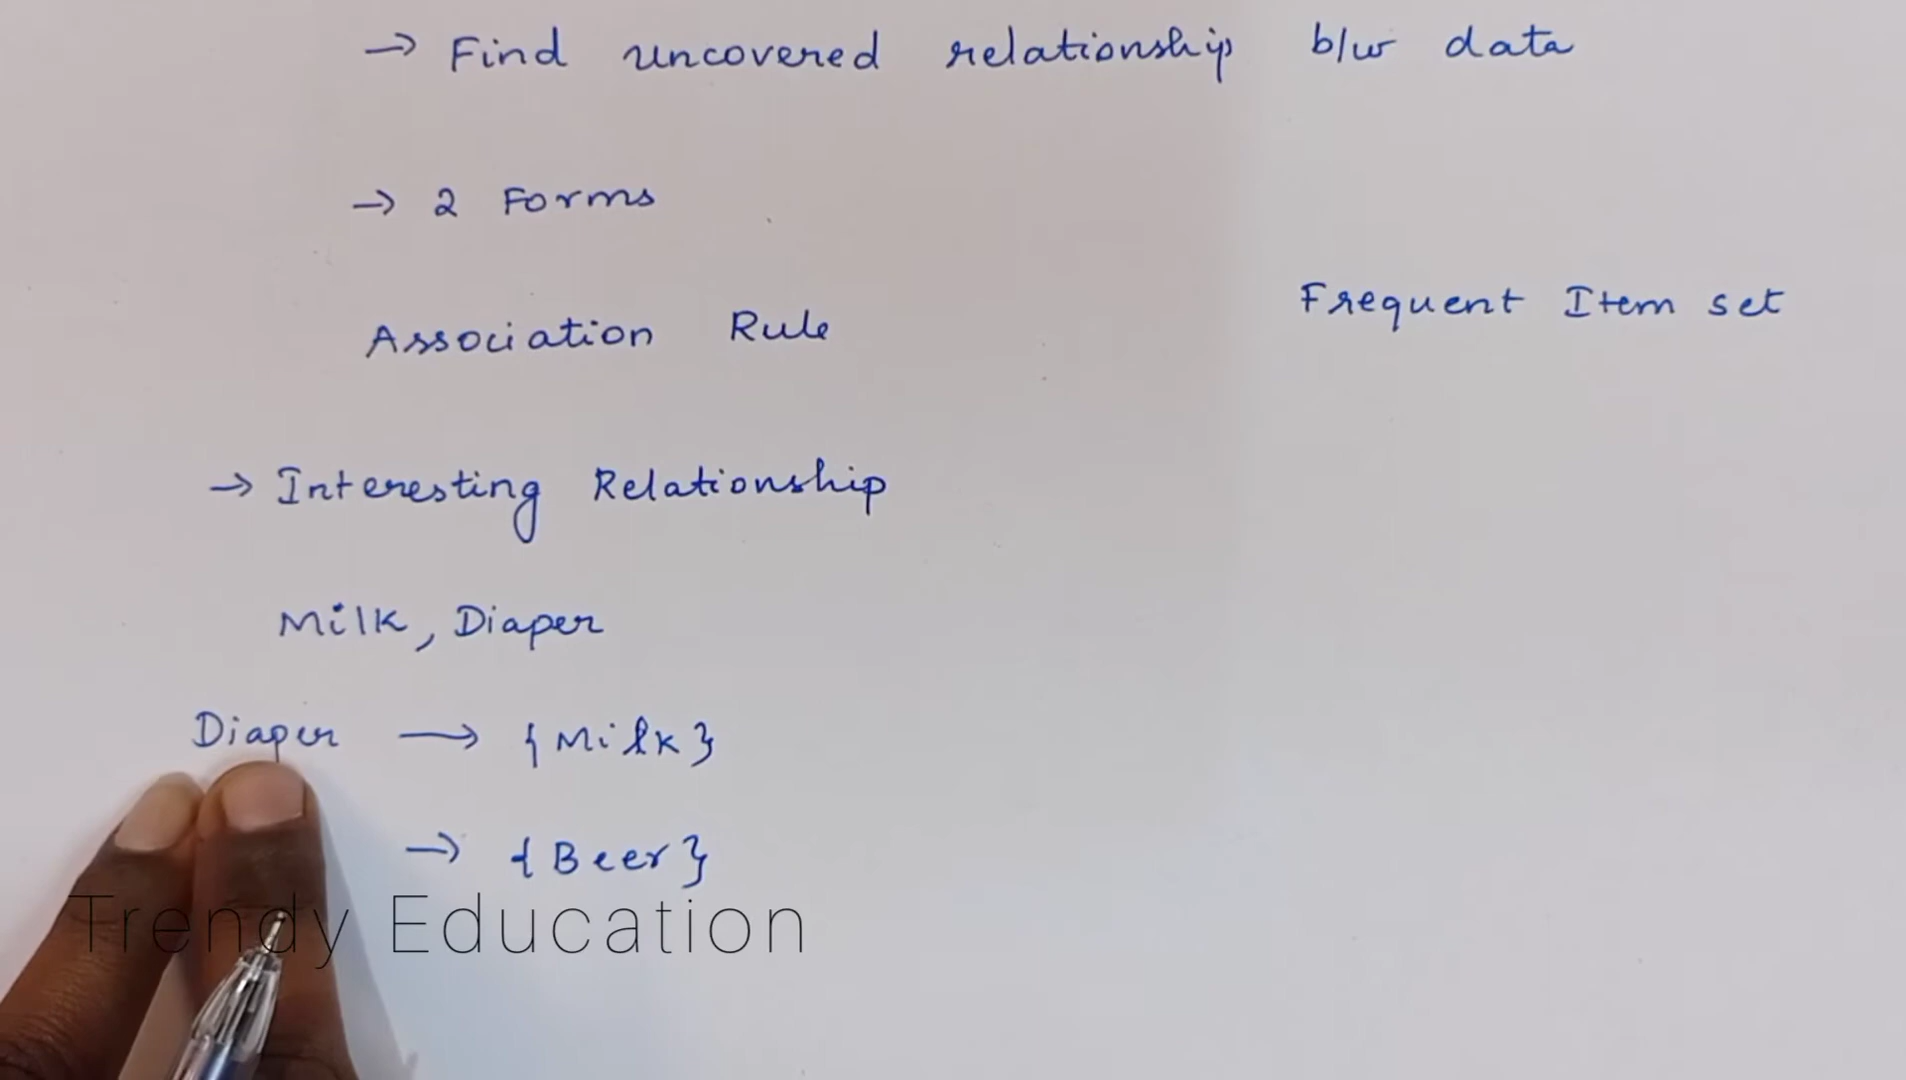 → Find uncovered relationship b/w data
→ 2 Forms
Association Rule
Frequent Item set
→ Interesting Relationship
Milk, Diaper
Diaper → {Milk}
→ {Beer}
Trendy Education